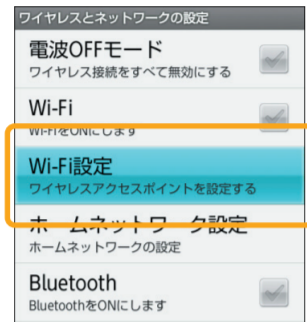 ワイヤレスとネットワークの設定
電波OFFモード
ワイヤレス接続をすべて無効にする
Wi-Fi
Wi-FiをONにします
Wi-Fi設定
ワイヤレスアクセスポイントを設定する
ホームネットワーク設定
ホームネットワークの設定
Bluetooth
BluetoothをONにします